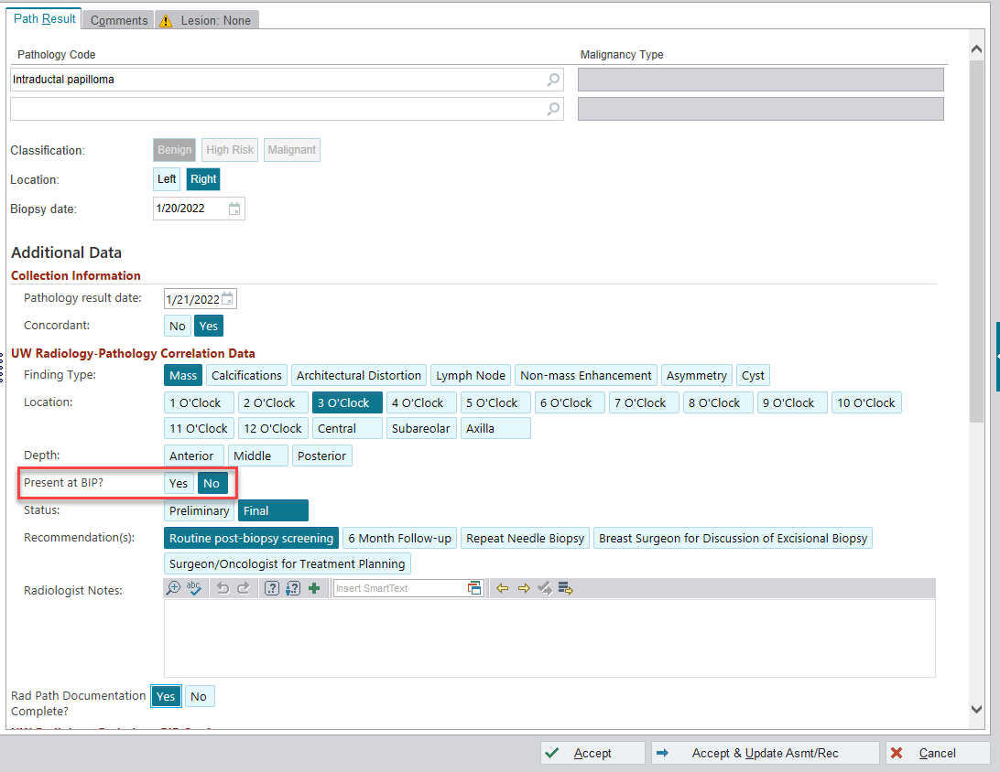 Path Result Comments Lesion: None
Pathology Code Malignancy Type
Intraductal papilloma
Classification: Benign High Risk Malignant
Location: Left Right
Biopsy date: 1/20/2022
Additional Data
Collection Information
Pathology result date: 1/21/2022
Concordant: No Yes
UW Radiology-Pathology Correlation Data
Finding Type: Mass Calcifications Architectural Distortion Lymph Node Non-mass Enhancement Asymmetry Cyst
Location: 1 O'Clock 2 O'Clock 3 O'Clock 4 O'Clock 5 O'Clock 6 O'Clock 7 O'Clock 8 O'Clock 9 O'Clock 10 O'Clock
11 O'Clock 12 O'Clock Central Subareolar Axilla
Depth: Anterior Middle Posterior
Present at BIP? Yes No
Status: Preliminary Final
Recommendation(s): Routine post-biopsy screening 6 Month Follow-up Repeat Needle Biopsy Breast Surgeon for Discussion of Excisional Biopsy
Surgeon/Oncologist for Treatment Planning
Radiologist Notes: abc Insert SmartText
Rad Path Documentation Yes No
Complete?
Accept Accept & Update Asmt/Rec Cancel